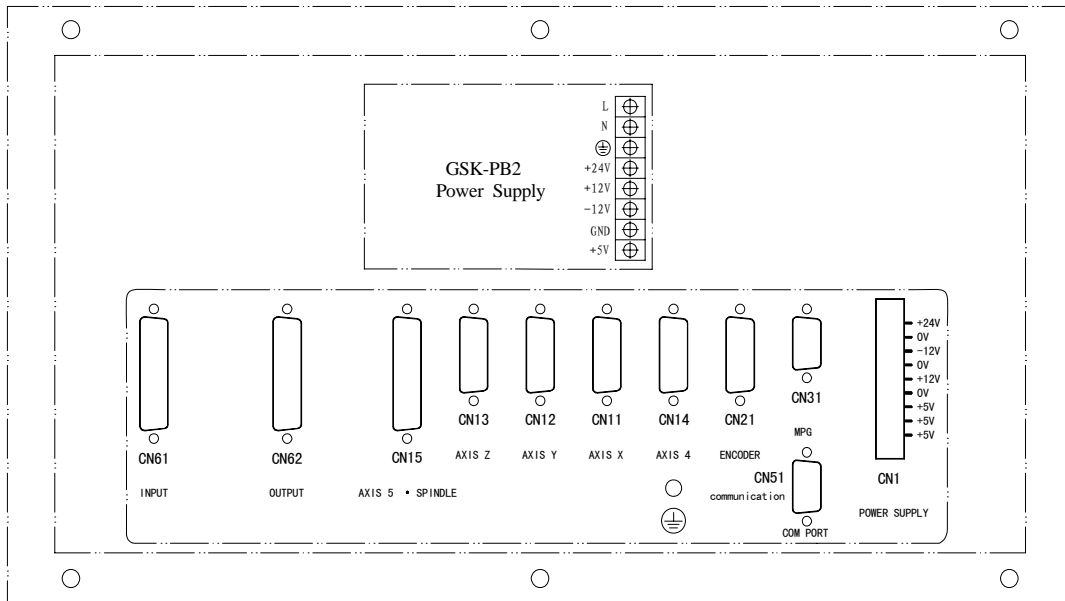 L
N
GSK-PB2
Power Supply
+24V
+12V
-12V
GND
+5V
+24V
0V
-12V
0V
+12V
0V
+5V
+5V
+5V
CN61
INPUT
CN62
OUTPUT
CN15
AXIS 5 • SPINDLE
CN13
AXIS Z
CN12
AXIS Y
CN11
AXIS X
CN14
AXIS 4
CN21
ENCODER
CN31
MPG
CN51
communication
COM PORT
CN1
POWER SUPPLY